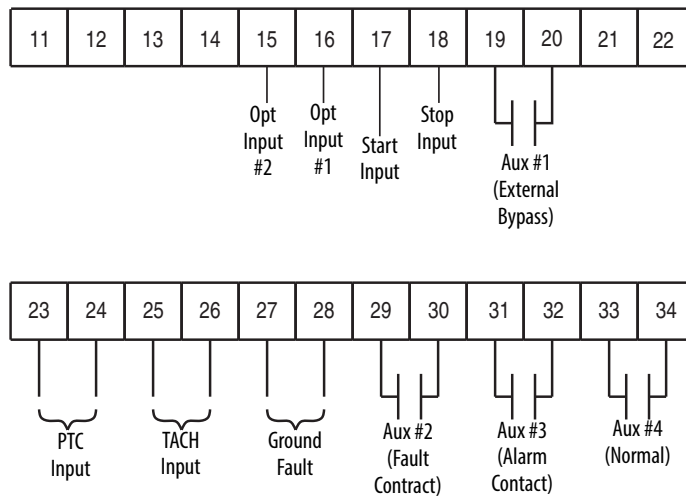 11 12 13 14 15 16 17 18 19 20 21 22
Opt
Input
#2
Opt
Input
#1
Start
Input
Stop
Input
Aux #1
(External
Bypass)
23 24 25 26 27 28 29 30 31 32 33 34
PTC
Input
TACH
Input
Ground
Fault
Aux #2
(Fault
Contract)
Aux #3
(Alarm
Contact)
Aux #4
(Normal)